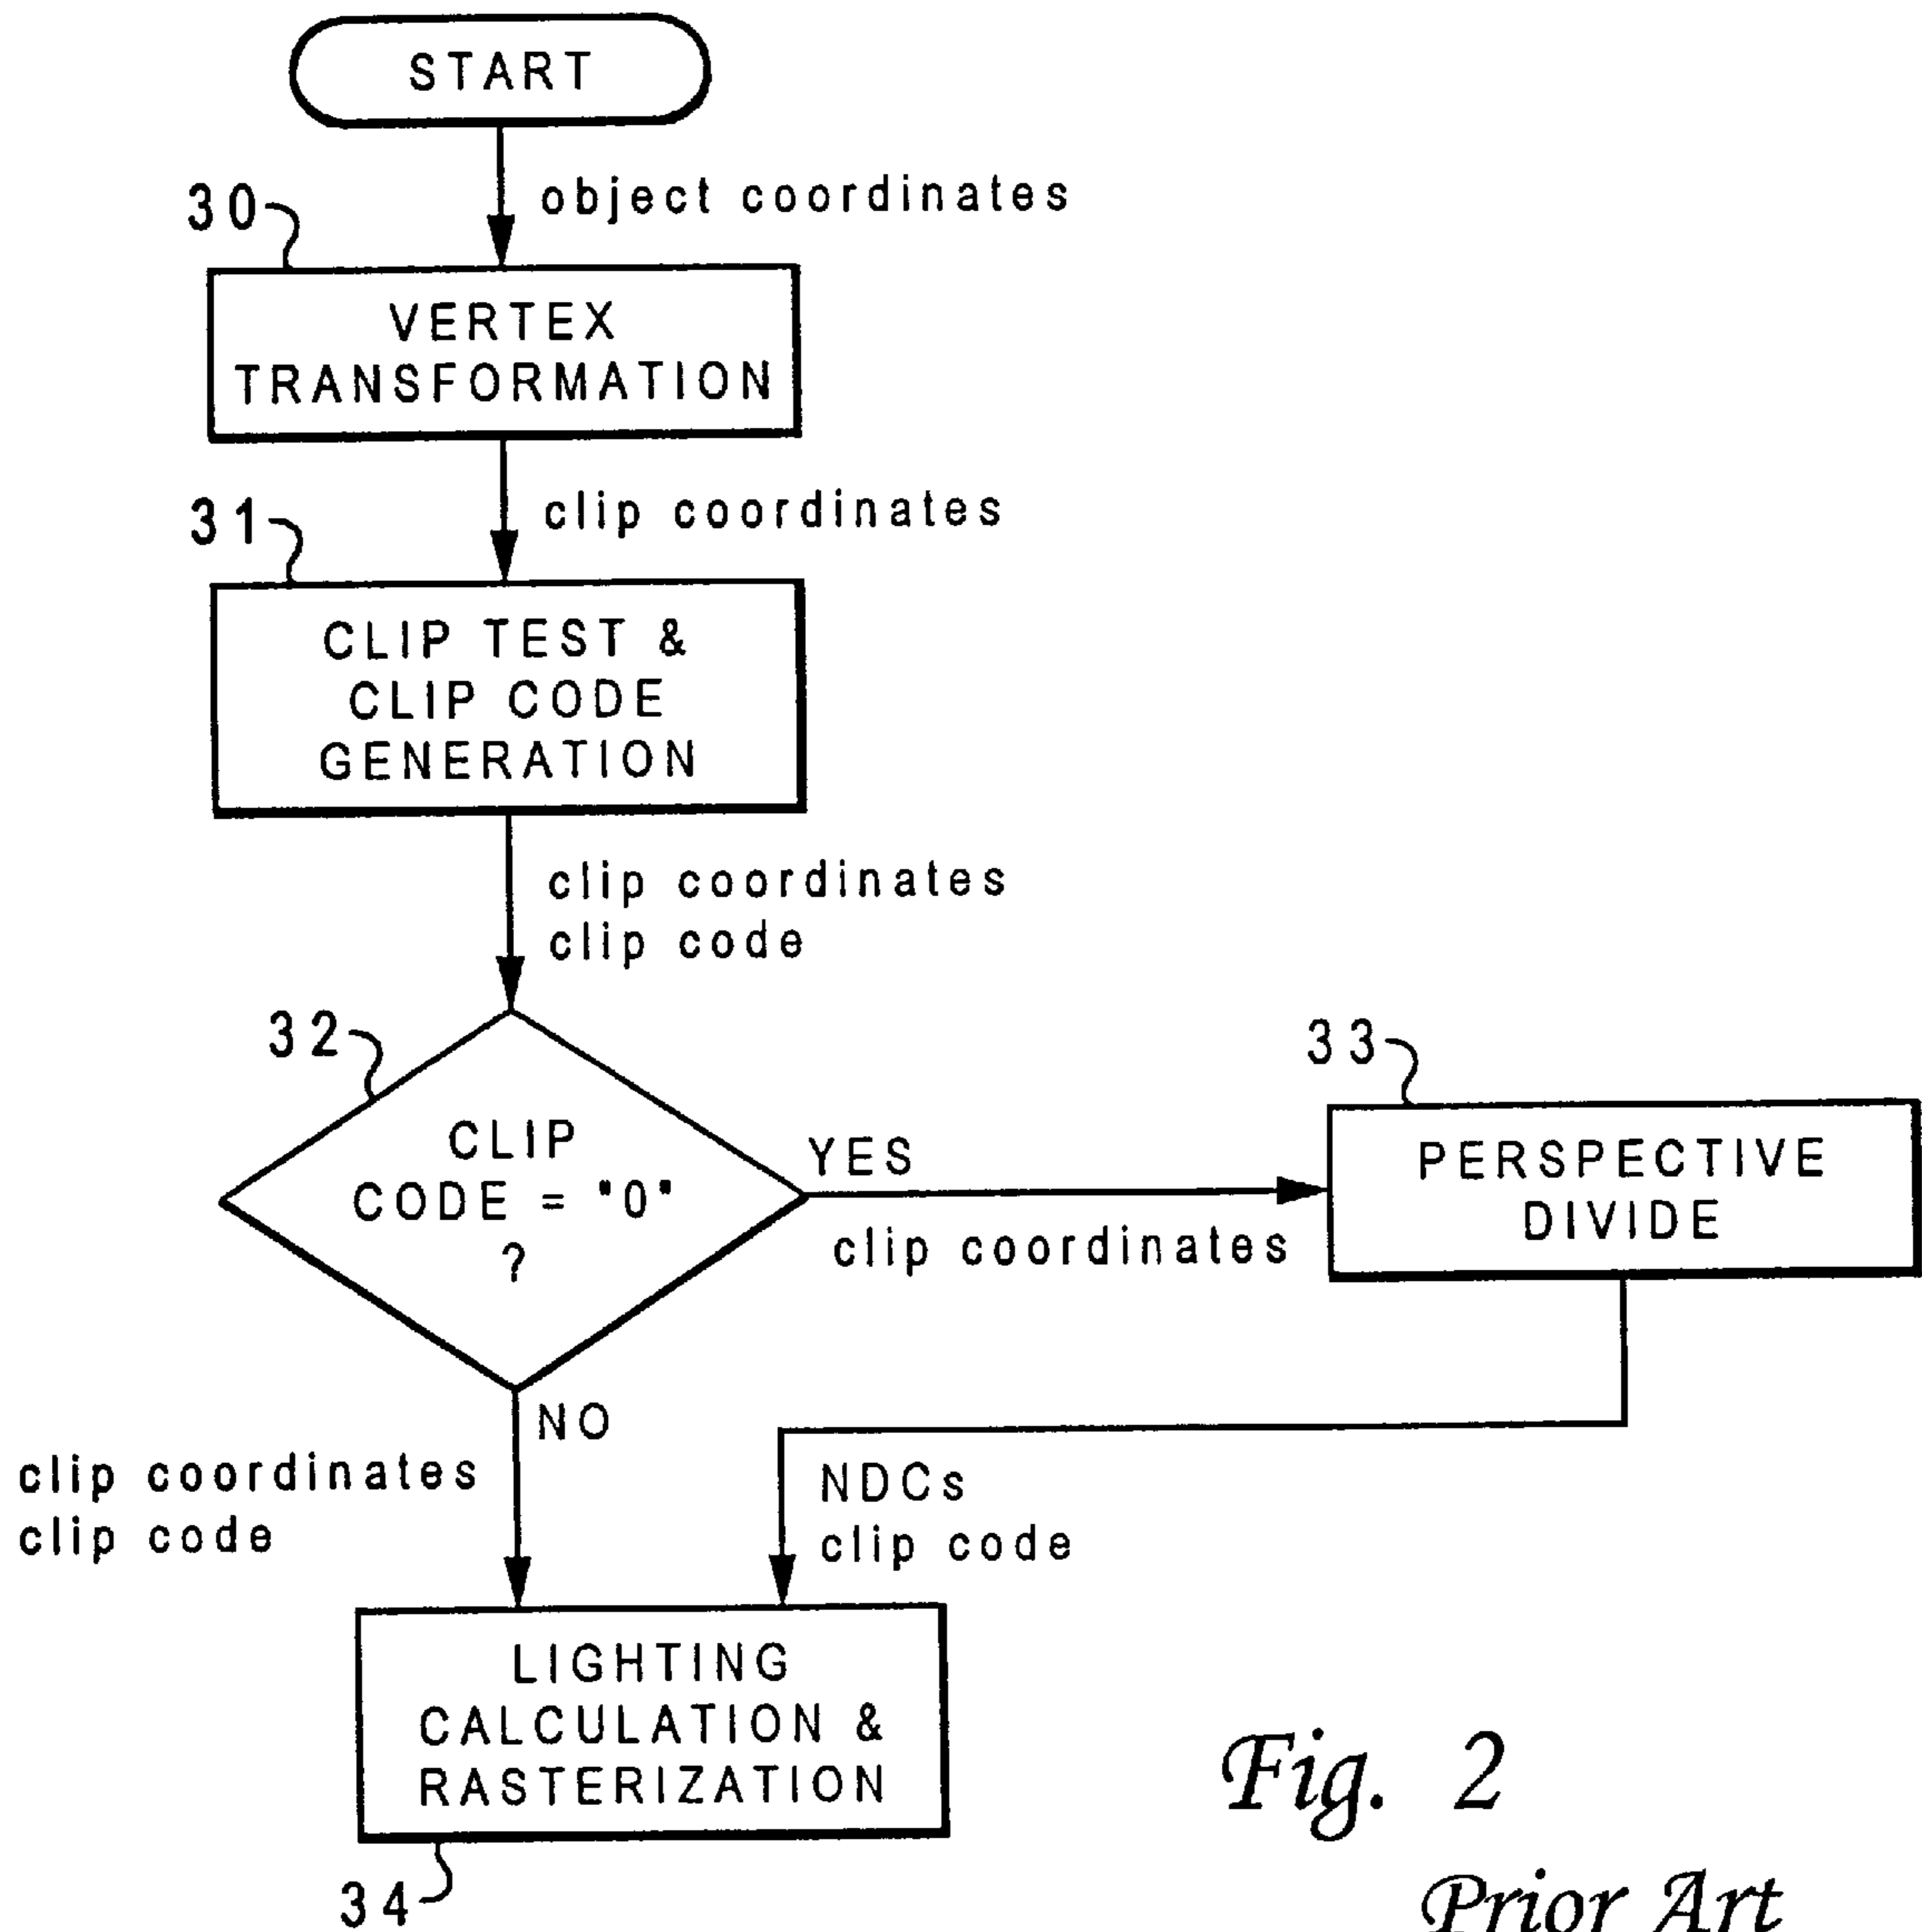 START
object coordinates
30
VERTEX
TRANSFORMATION
clip coordinates
31
CLIP TEST &
CLIP CODE
GENERATION
clip coordinates
clip code
32
CLIP
CODE = "0"
?
YES
clip coordinates
33
PERSPECTIVE
DIVIDE
NO
clip coordinates
clip code
NDCs
clip code
LIGHTING
CALCULATION &
RASTERIZATION
34
Fig. 2
Prior Art